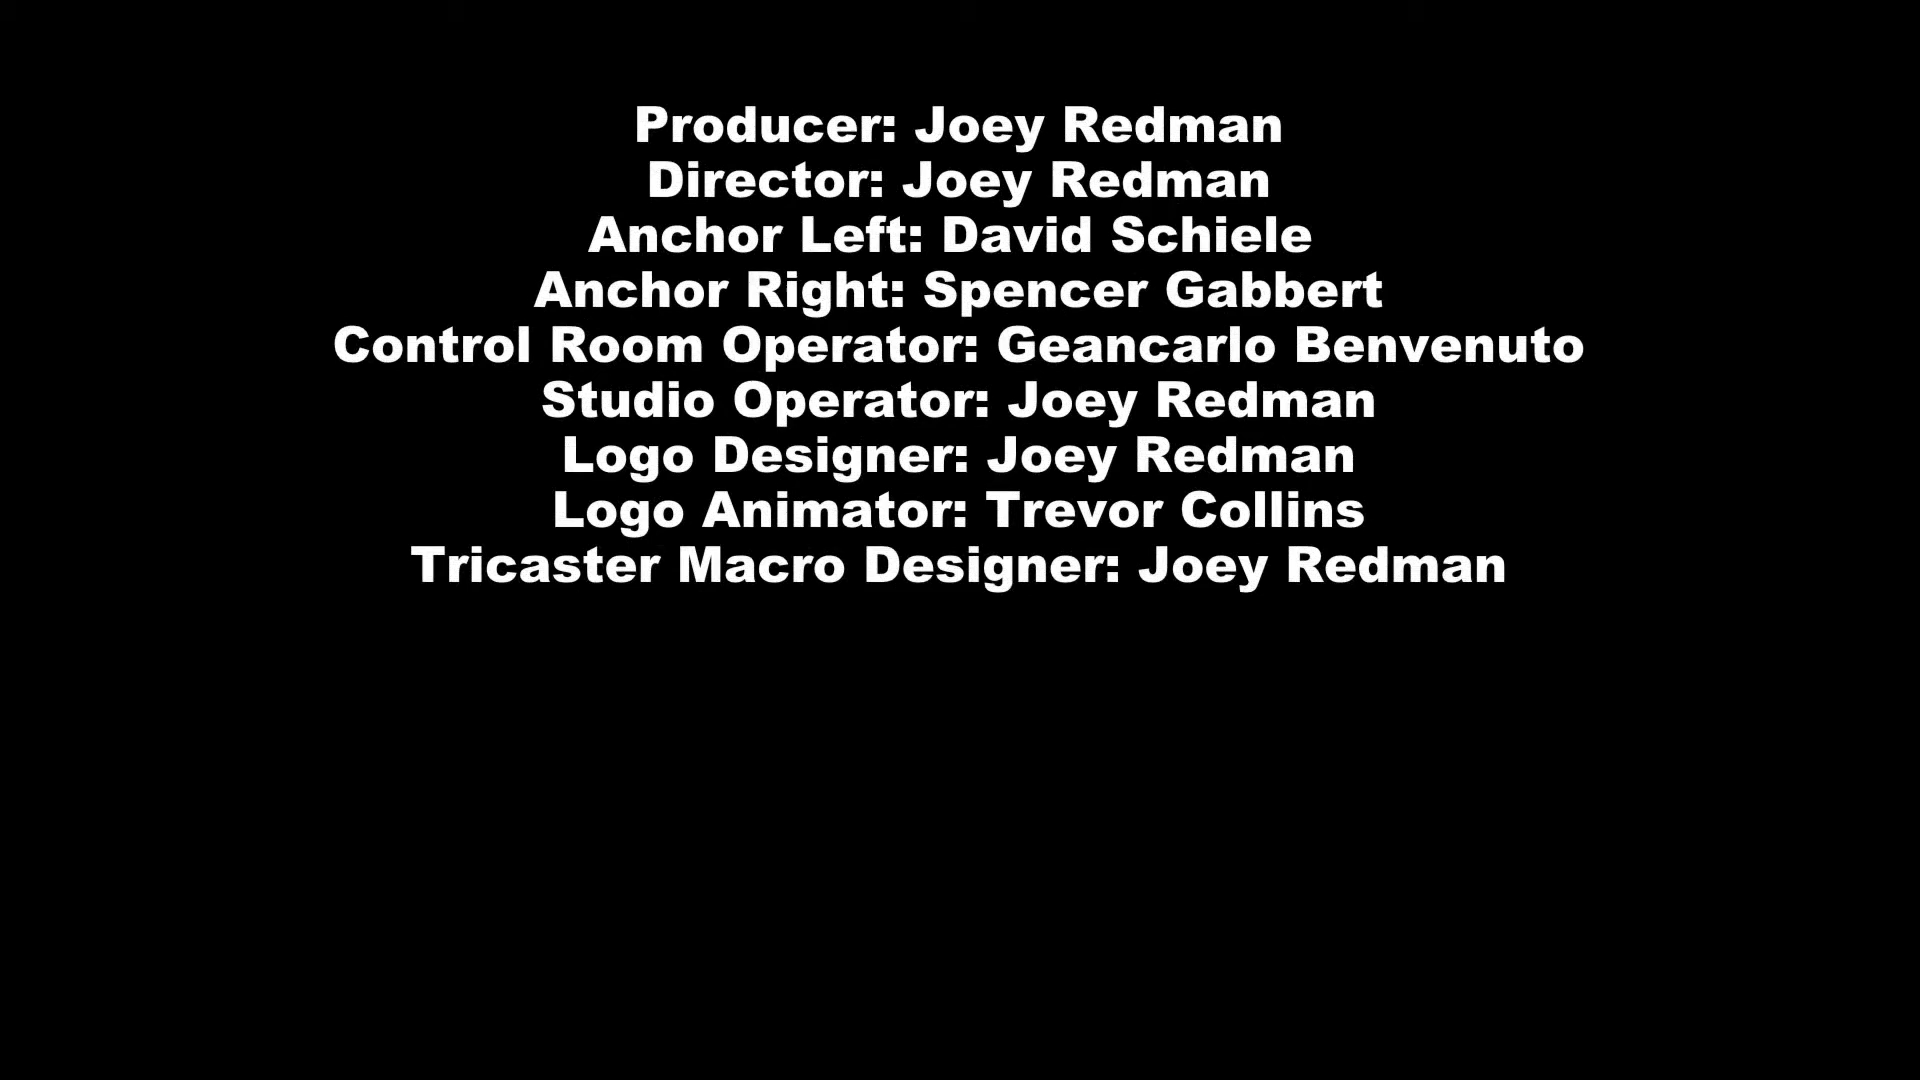 Producer: Joey Redman
Director: Joey Redman
Anchor Left: David Schiele
Anchor Right: Spencer Gabbert
Control Room Operator: Geancarlo Benvenuto
Studio Operator: Joey Redman
Logo Designer: Joey Redman
Logo Animator: Trevor Collins
Tricaster Macro Designer: Joey Redman